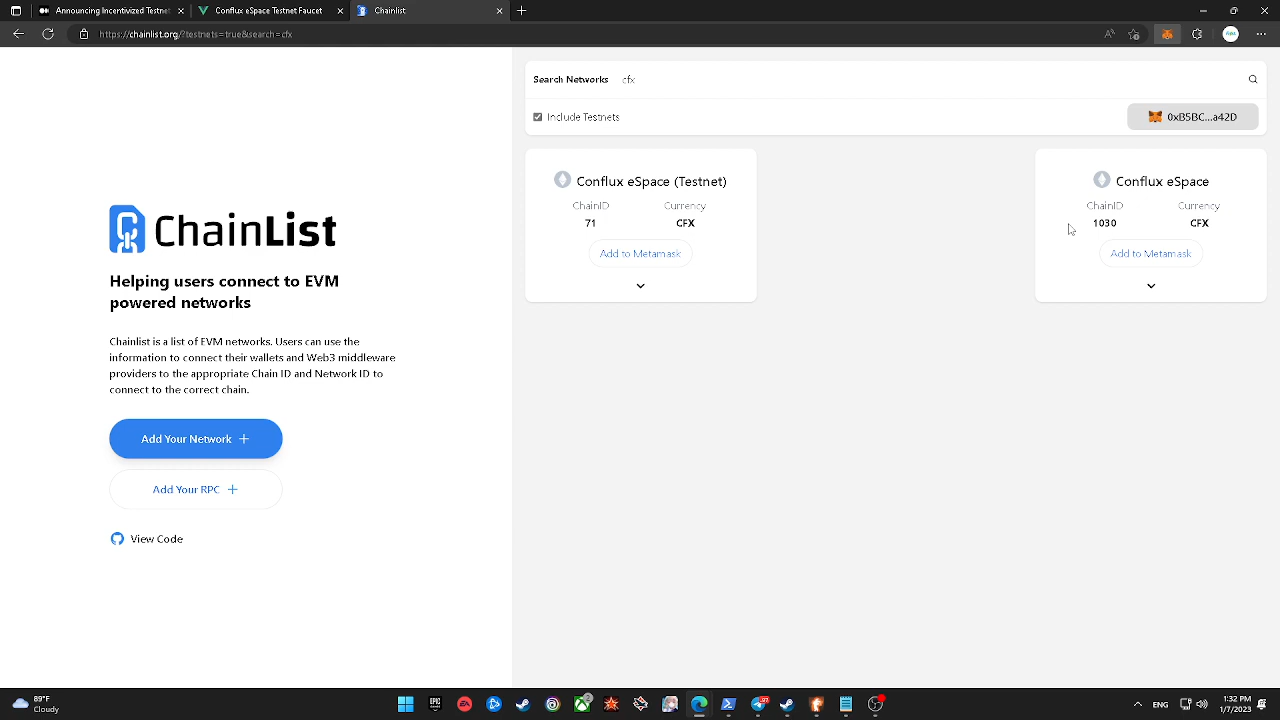 Announcing Incentivized Testnet
Conflux eSpace Testnet Faucet
Chainlist
https://chainlist.org/?testnets=true&search=cfx
Search Networks cfx
Include Testnets
0xB5BC...a42D
ChainList
Helping users connect to EVM
powered networks
Chainlist is a list of EVM networks. Users can use the
information to connect their wallets and Web3 middleware
providers to the appropriate Chain ID and Network ID to
connect to the correct chain.
Add Your Network
Add Your RPC
View Code
Conflux eSpace (Testnet)
ChainID Currency
71 CFX
Add to Metamask
Conflux eSpace
ChainID Currency
1030 CFX
Add to Metamask
89°F
Cloudy
ENG
1:32 PM
1/7/2023